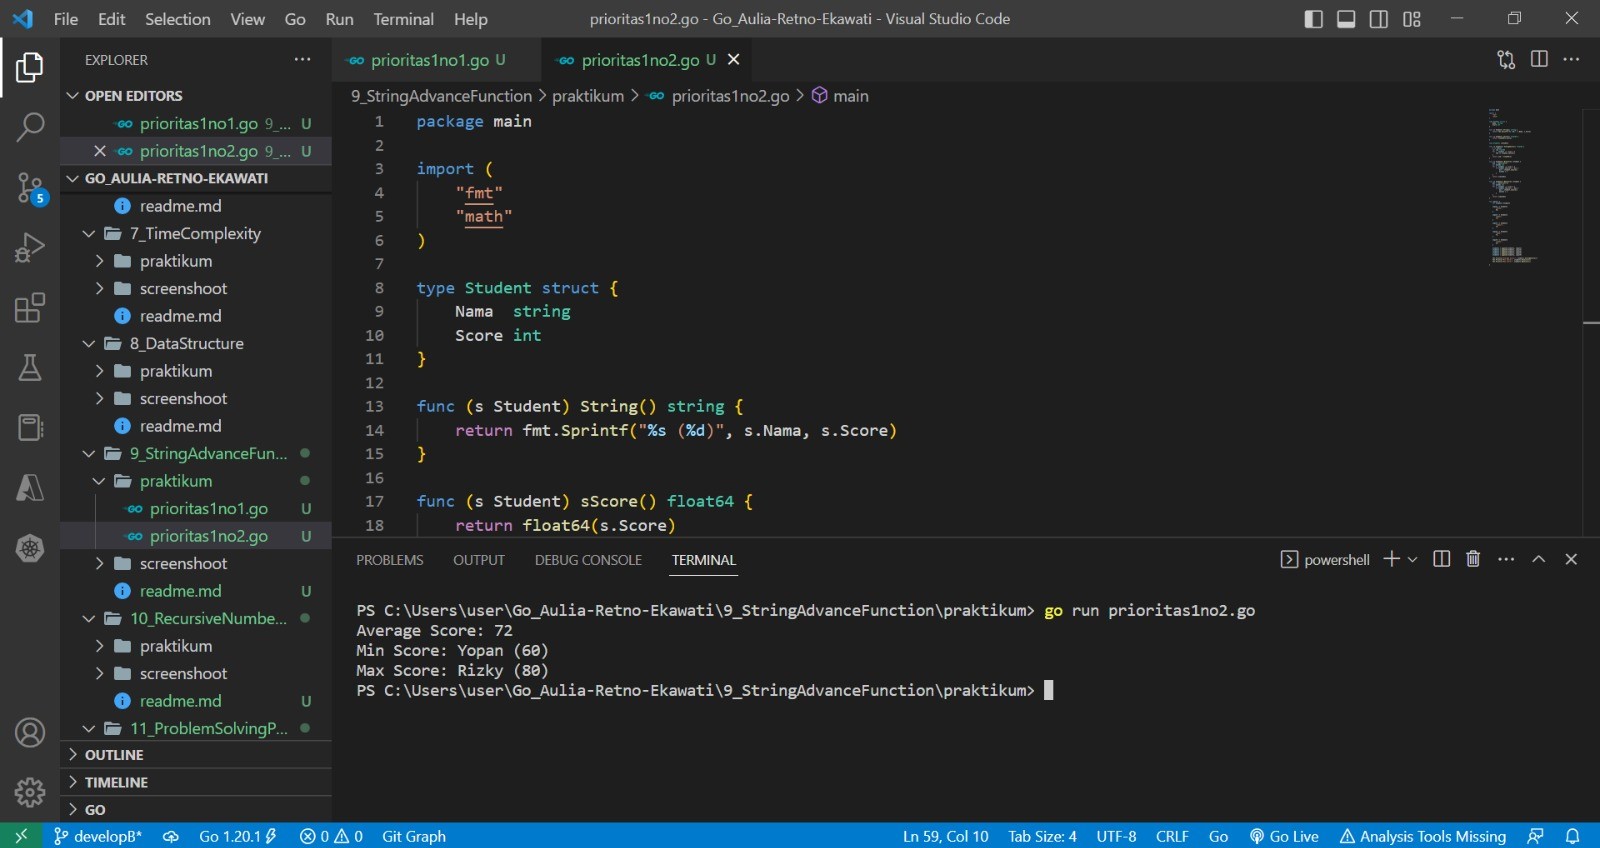 File Edit Selection View Go Run Terminal Help
prioritas1no2.go - Go_Aulia-Retno-Ekawati - Visual Studio Code
EXPLORER
OPEN EDITORS
prioritas1no1.go 9_... U
prioritas1no2.go 9_... U
GO_AULIA-RETNO-EKAWATI
readme.md
7_TimeComplexity
praktikum
screenshoot
readme.md
8_DataStructure
praktikum
screenshoot
readme.md
9_StringAdvanceFun...
praktikum
prioritas1no1.go U
prioritas1no2.go U
screenshoot
readme.md U
10_RecursiveNumbe...
praktikum
screenshoot
readme.md U
11_ProblemSolvingP...
OUTLINE
TIMELINE
GO
5
prioritas1no1.go U
prioritas1no2.go U
9_StringAdvanceFunction > praktikum > prioritas1no2.go > main
1 package main
2
3 import (
4 "fmt"
5 "math"
6 )
7
8 type Student struct {
9 Nama string
10 Score int
11 }
12
13 func (s Student) String() string {
14 return fmt.Sprintf("%s (%d)", s.Nama, s.Score)
15 }
16
17 func (s Student) sScore() float64 {
18 return float64(s.Score)
PROBLEMS OUTPUT DEBUG CONSOLE TERMINAL
powershell
PS C:\Users\user\Go_Aulia-Retno-Ekawati\9_StringAdvanceFunction\praktikum> go run prioritas1no2.go
Average Score: 72
Min Score: Yopan (60)
Max Score: Rizky (80)
PS C:\Users\user\Go_Aulia-Retno-Ekawati\9_StringAdvanceFunction\praktikum>
developB* Go 1.20.1 0 0 Git Graph
Ln 59, Col 10 Tab Size: 4 UTF-8 CRLF Go Go Live Analysis Tools Missing